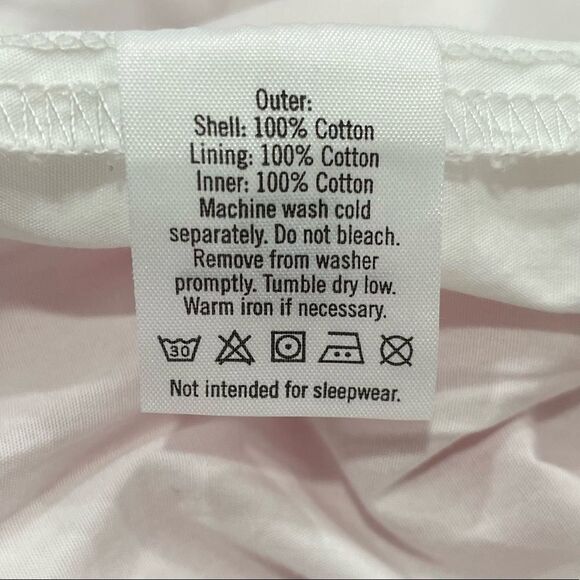 Outer:
Shell: 100% Cotton
Lining: 100% Cotton
Inner: 100% Cotton
Machine wash cold
separately. Do not bleach.
Remove from washer
promptly. Tumble dry low.
Warm iron if necessary.
30
Not intended for sleepwear.